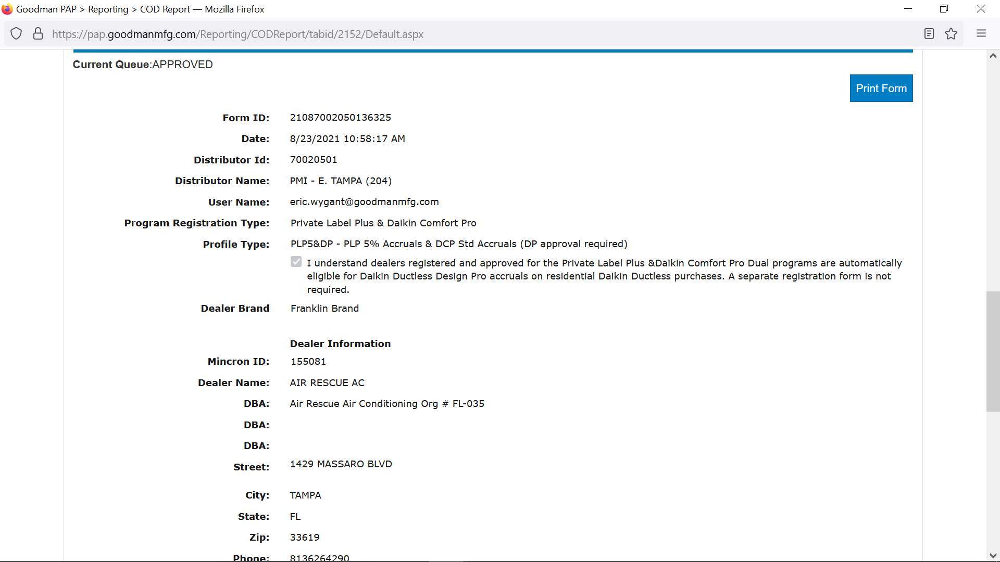 Goodman PAP > Reporting > COD Report — Mozilla Firefox
https://pap.goodmanmfg.com/Reporting/CODReport/tabid/2152/Default.aspx
Current Queue:APPROVED
Print Form
Form ID: 21087002050136325
Date: 8/23/2021 10:58:17 AM
Distributor Id: 70020501
Distributor Name: PMI - E. TAMPA (204)
User Name: eric.wygant@goodmanmfg.com
Program Registration Type: Private Label Plus & Daikin Comfort Pro
Profile Type: PLP5&DP - PLP 5% Accruals & DCP Std Accruals (DP approval required)
I understand dealers registered and approved for the Private Label Plus &Daikin Comfort Pro Dual programs are automatically
eligible for Daikin Ductless Design Pro accruals on residential Daikin Ductless purchases. A separate registration form is not
required.
Dealer Brand Franklin Brand
Dealer Information
Mincron ID: 155081
Dealer Name: AIR RESCUE AC
DBA: Air Rescue Air Conditioning Org # FL-035
DBA:
DBA:
Street: 1429 MASSARO BLVD
City: TAMPA
State: FL
Zip: 33619
Phone: 8136264290